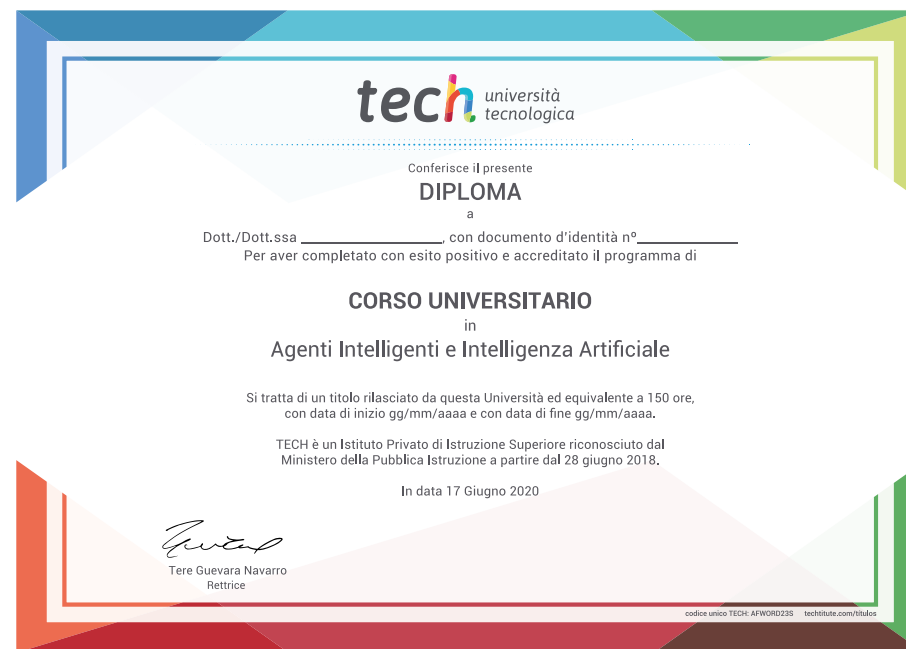 tech università
tecnologica
Conferisce il presente
DIPLOMA
a
Dott./Dott.ssa ____________________, con documento d'identità nº______________
Per aver completato con esito positivo e accreditato il programma di
CORSO UNIVERSITARIO
in
Agenti Intelligenti e Intelligenza Artificiale
Si tratta di un titolo rilasciato da questa Università ed equivalente a 150 ore,
con data di inizio gg/mm/aaaa e con data di fine gg/mm/aaaa.
TECH è un Istituto Privato di Istruzione Superiore riconosciuto dal
Ministero della Pubblica Istruzione a partire dal 28 giugno 2018.
In data 17 Giugno 2020
Tere Guevara Navarro
Rettrice
codice unico TECH: AFWORD23S techtitute.com/títulos